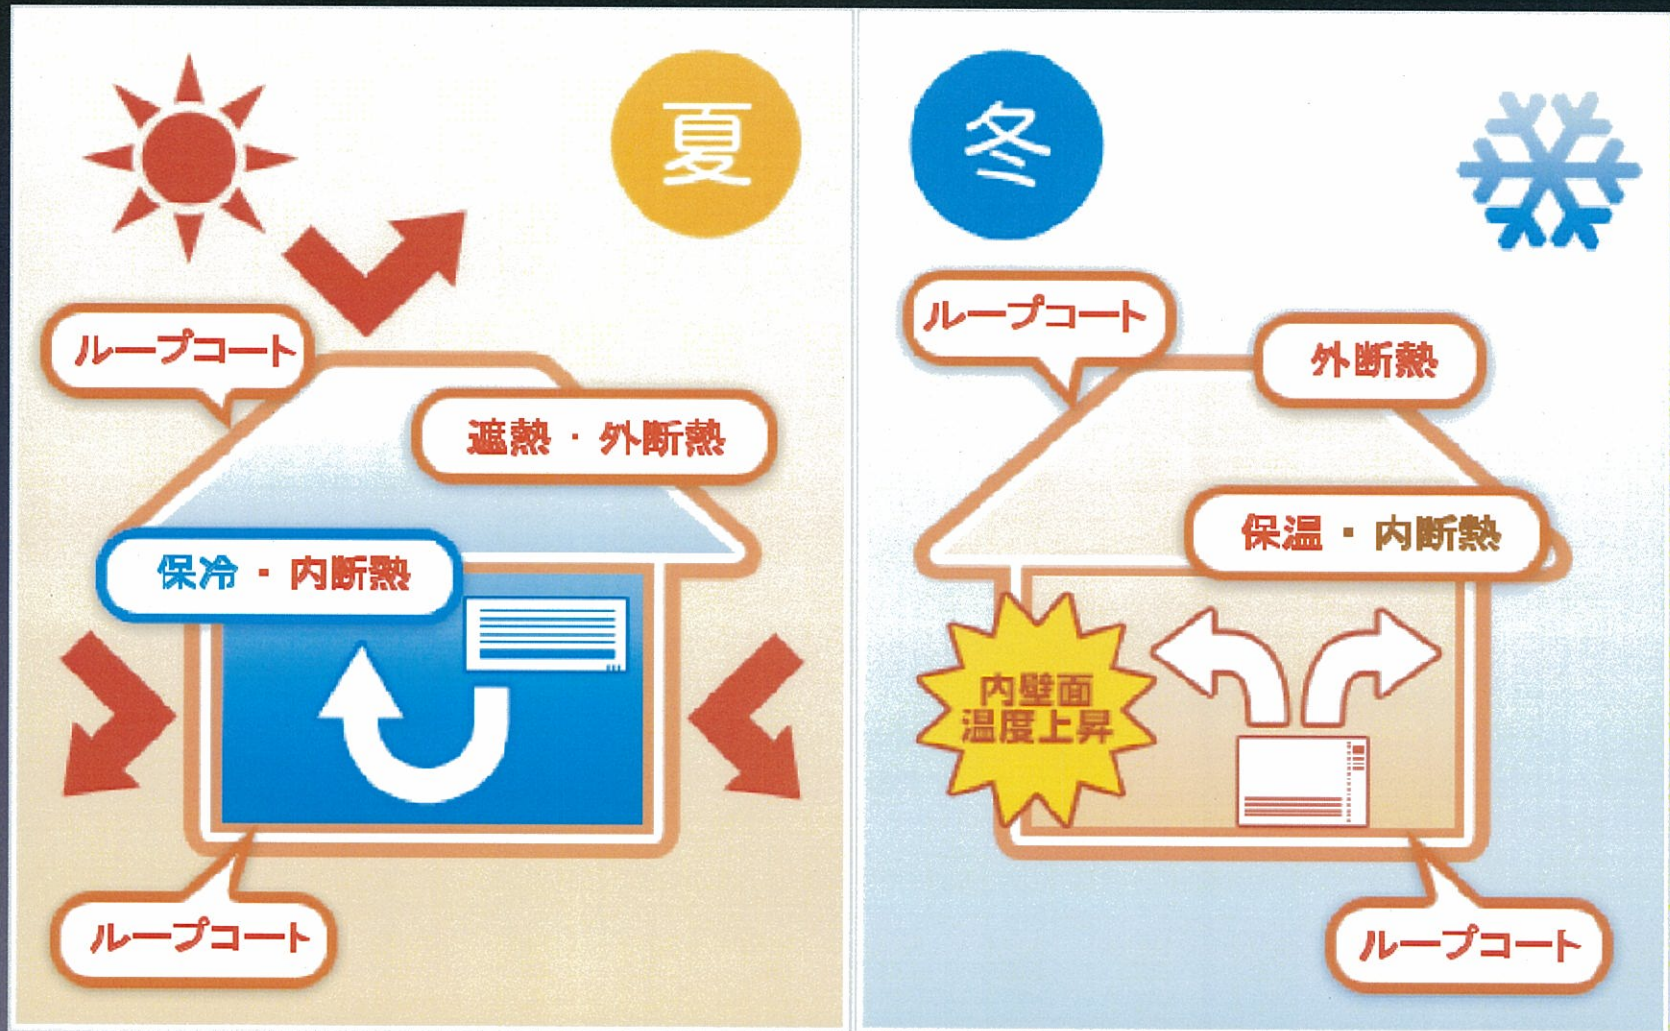 夏
ループコート
遮熱・外断熱
保冷・内断熱
ループコート
冬
ループコート
外断熱
保温・内断熱
内壁面
温度上昇
ループコート